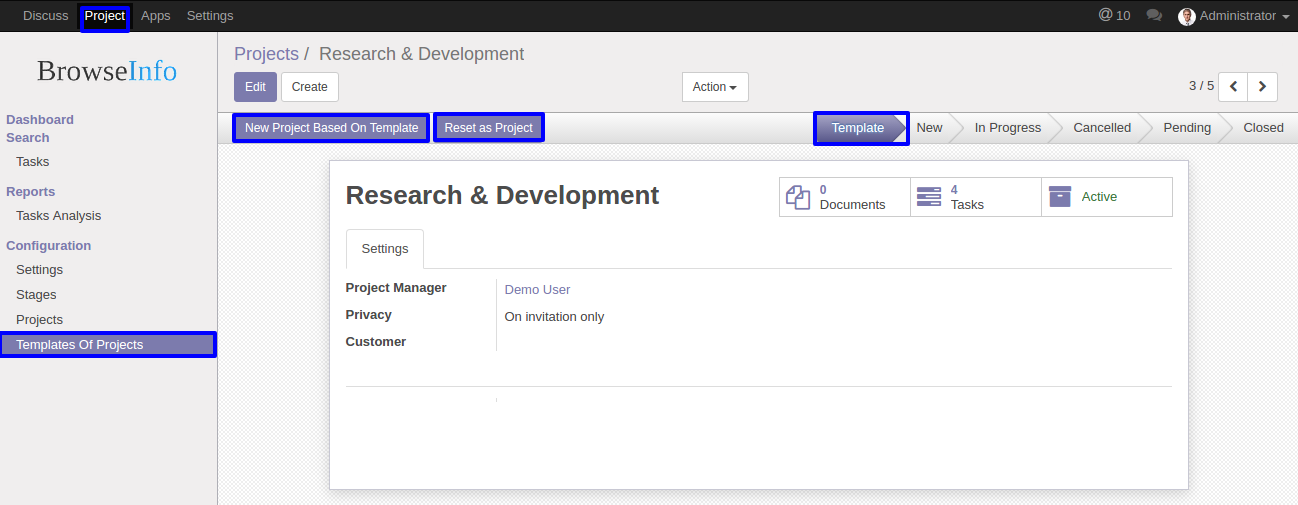 Discuss Project Apps Settings @ 10 Administrator
BrowseInfo
Dashboard
Search
Tasks
Reports
Tasks Analysis
Configuration
Settings
Stages
Projects
Templates Of Projects
Projects / Research & Development
Edit Create Action 3 / 5
New Project Based On Template Reset as Project Template New In Progress Cancelled Pending Closed
Research & Development
0
Documents
4
Tasks
Active
Settings
Project Manager Demo User
Privacy On invitation only
Customer